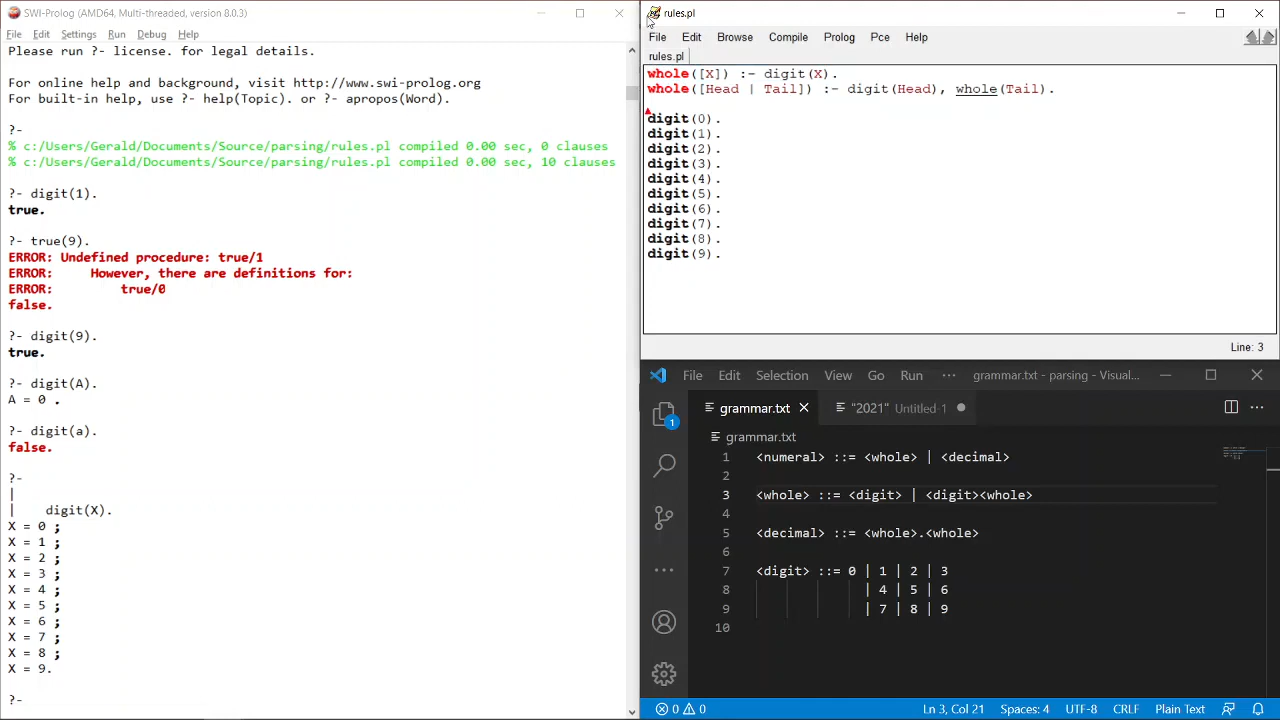 SWI-Prolog (AMD64, Multi-threaded, version 8.0.3)
File Edit Settings Run Debug Help
Please run ?- license. for legal details.
For online help and background, visit http://www.swi-prolog.org
For built-in help, use ?- help(Topic). or ?- apropos(Word).
?-
% c:/Users/Gerald/Documents/Source/parsing/rules.pl compiled 0.00 sec, 0 clauses
% c:/Users/Gerald/Documents/Source/parsing/rules.pl compiled 0.00 sec, 10 clauses
?- digit(1).
true.
?- true(9).
ERROR: Undefined procedure: true/1
ERROR:     However, there are definitions for:
ERROR:         true/0
false.
?- digit(9).
true.
?- digit(A).
A = 0 .
?- digit(a).
false.
?-
|
|    digit(X).
X = 0 ;
X = 1 ;
X = 2 ;
X = 3 ;
X = 4 ;
X = 5 ;
X = 6 ;
X = 7 ;
X = 8 ;
X = 9.
?-
rules.pl
File Edit Browse Compile Prolog Pce Help
rules.pl
whole([X]) :- digit(X).
whole([Head | Tail]) :- digit(Head), whole(Tail).
digit(0).
digit(1).
digit(2).
digit(3).
digit(4).
digit(5).
digit(6).
digit(7).
digit(8).
digit(9).
Line: 3
File Edit Selection View Go Run ··· grammar.txt - parsing - Visual...
grammar.txt "2021" Untitled-1 ···
1
grammar.txt
1 <numeral> ::= <whole> | <decimal>
2
3 <whole> ::= <digit> | <digit><whole>
4
5 <decimal> ::= <whole>.<whole>
6
7 <digit> ::= 0 | 1 | 2 | 3
8 | 4 | 5 | 6
9 | 7 | 8 | 9
10
0 0 Ln 3, Col 21 Spaces: 4 UTF-8 CRLF Plain Text